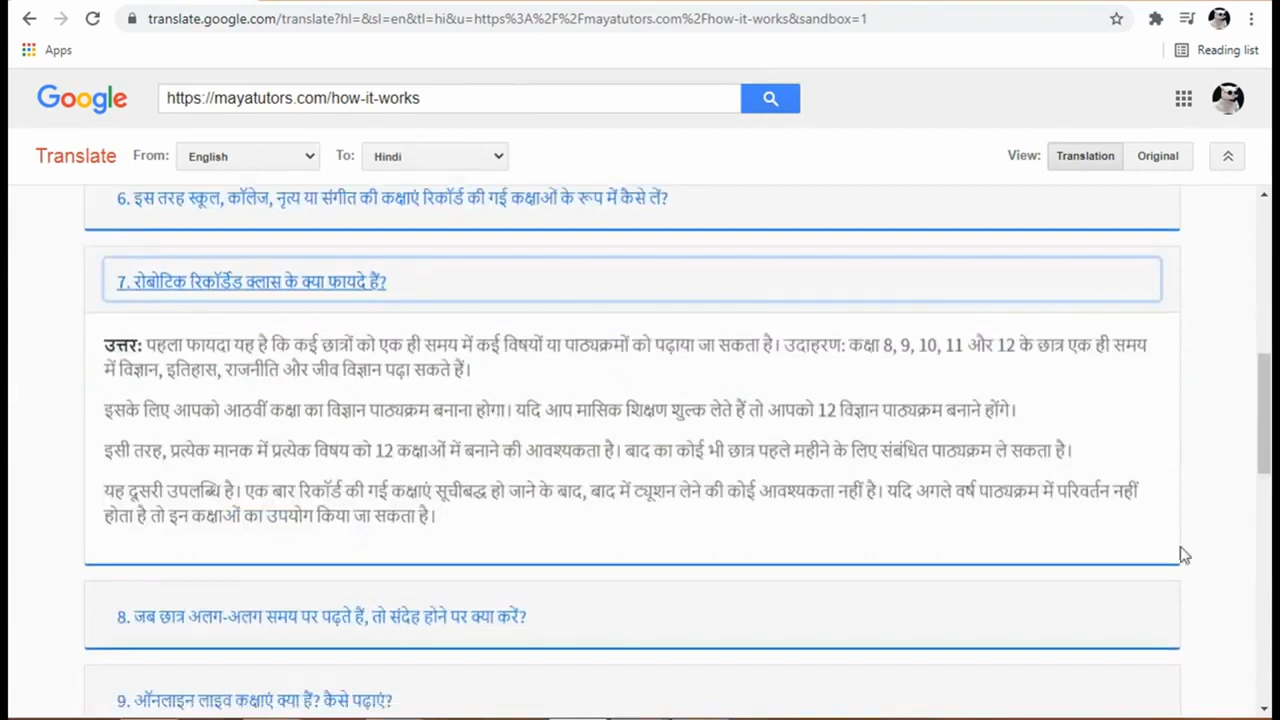 translate.google.com/translate?hl=&sl=en&tl=hi&u=https%3A%2F%2Fmayatutors.com%2Fhow-it-works&sandbox=1
Apps
Reading list
Google
https://mayatutors.com/how-it-works
Translate From: English To: Hindi View: Translation Original
6. इस तरह स्कूल, कॉलेज, नृत्य या संगीत की कक्षाएं रिकॉर्ड की गई कक्षाओं के रूप में कैसे लें?
7. रोबोटिक रिकॉर्डेड क्लास के क्या फायदे हैं?
उत्तर: पहला फायदा यह है कि कई छात्रों को एक ही समय में कई विषयों या पाठ्यक्रमों को पढ़ाया जा सकता है। उदाहरण: कक्षा 8, 9, 10, 11 और 12 के छात्र एक ही समय
में विज्ञान, इतिहास, राजनीति और जीव विज्ञान पढ़ा सकते हैं।
इसके लिए आपको आठवीं कक्षा का विज्ञान पाठ्यक्रम बनाना होगा। यदि आप मासिक शिक्षण शुल्क लेते हैं तो आपको 12 विज्ञान पाठ्यक्रम बनाने होंगे।
इसी तरह, प्रत्येक मानक में प्रत्येक विषय को 12 कक्षाओं में बनाने की आवश्यकता है। बाद का कोई भी छात्र पहले महीने के लिए संबंधित पाठ्यक्रम ले सकता है।
यह दूसरी उपलब्धि है। एक बार रिकॉर्ड की गई कक्षाएं सूचीबद्ध हो जाने के बाद, बाद में ट्यूशन लेने की कोई आवश्यकता नहीं है। यदि अगले वर्ष पाठ्यक्रम में परिवर्तन नहीं
होता है तो इन कक्षाओं का उपयोग किया जा सकता है।
8. जब छात्र अलग-अलग समय पर पढ़ते हैं, तो संदेह होने पर क्या करें?
9. ऑनलाइन लाइव कक्षाएं क्या हैं? कैसे पढ़ाएं?